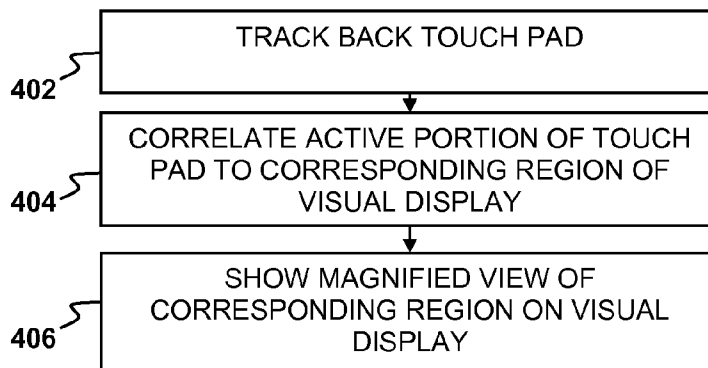 TRACK BACK TOUCH PAD
402
CORRELATE ACTIVE PORTION OF TOUCH
PAD TO CORRESPONDING REGION OF
VISUAL DISPLAY
404
SHOW MAGNIFIED VIEW OF
CORRESPONDING REGION ON VISUAL
DISPLAY
406